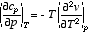 (∂c_p/∂p)_T = - T(∂²v/∂T²)_p